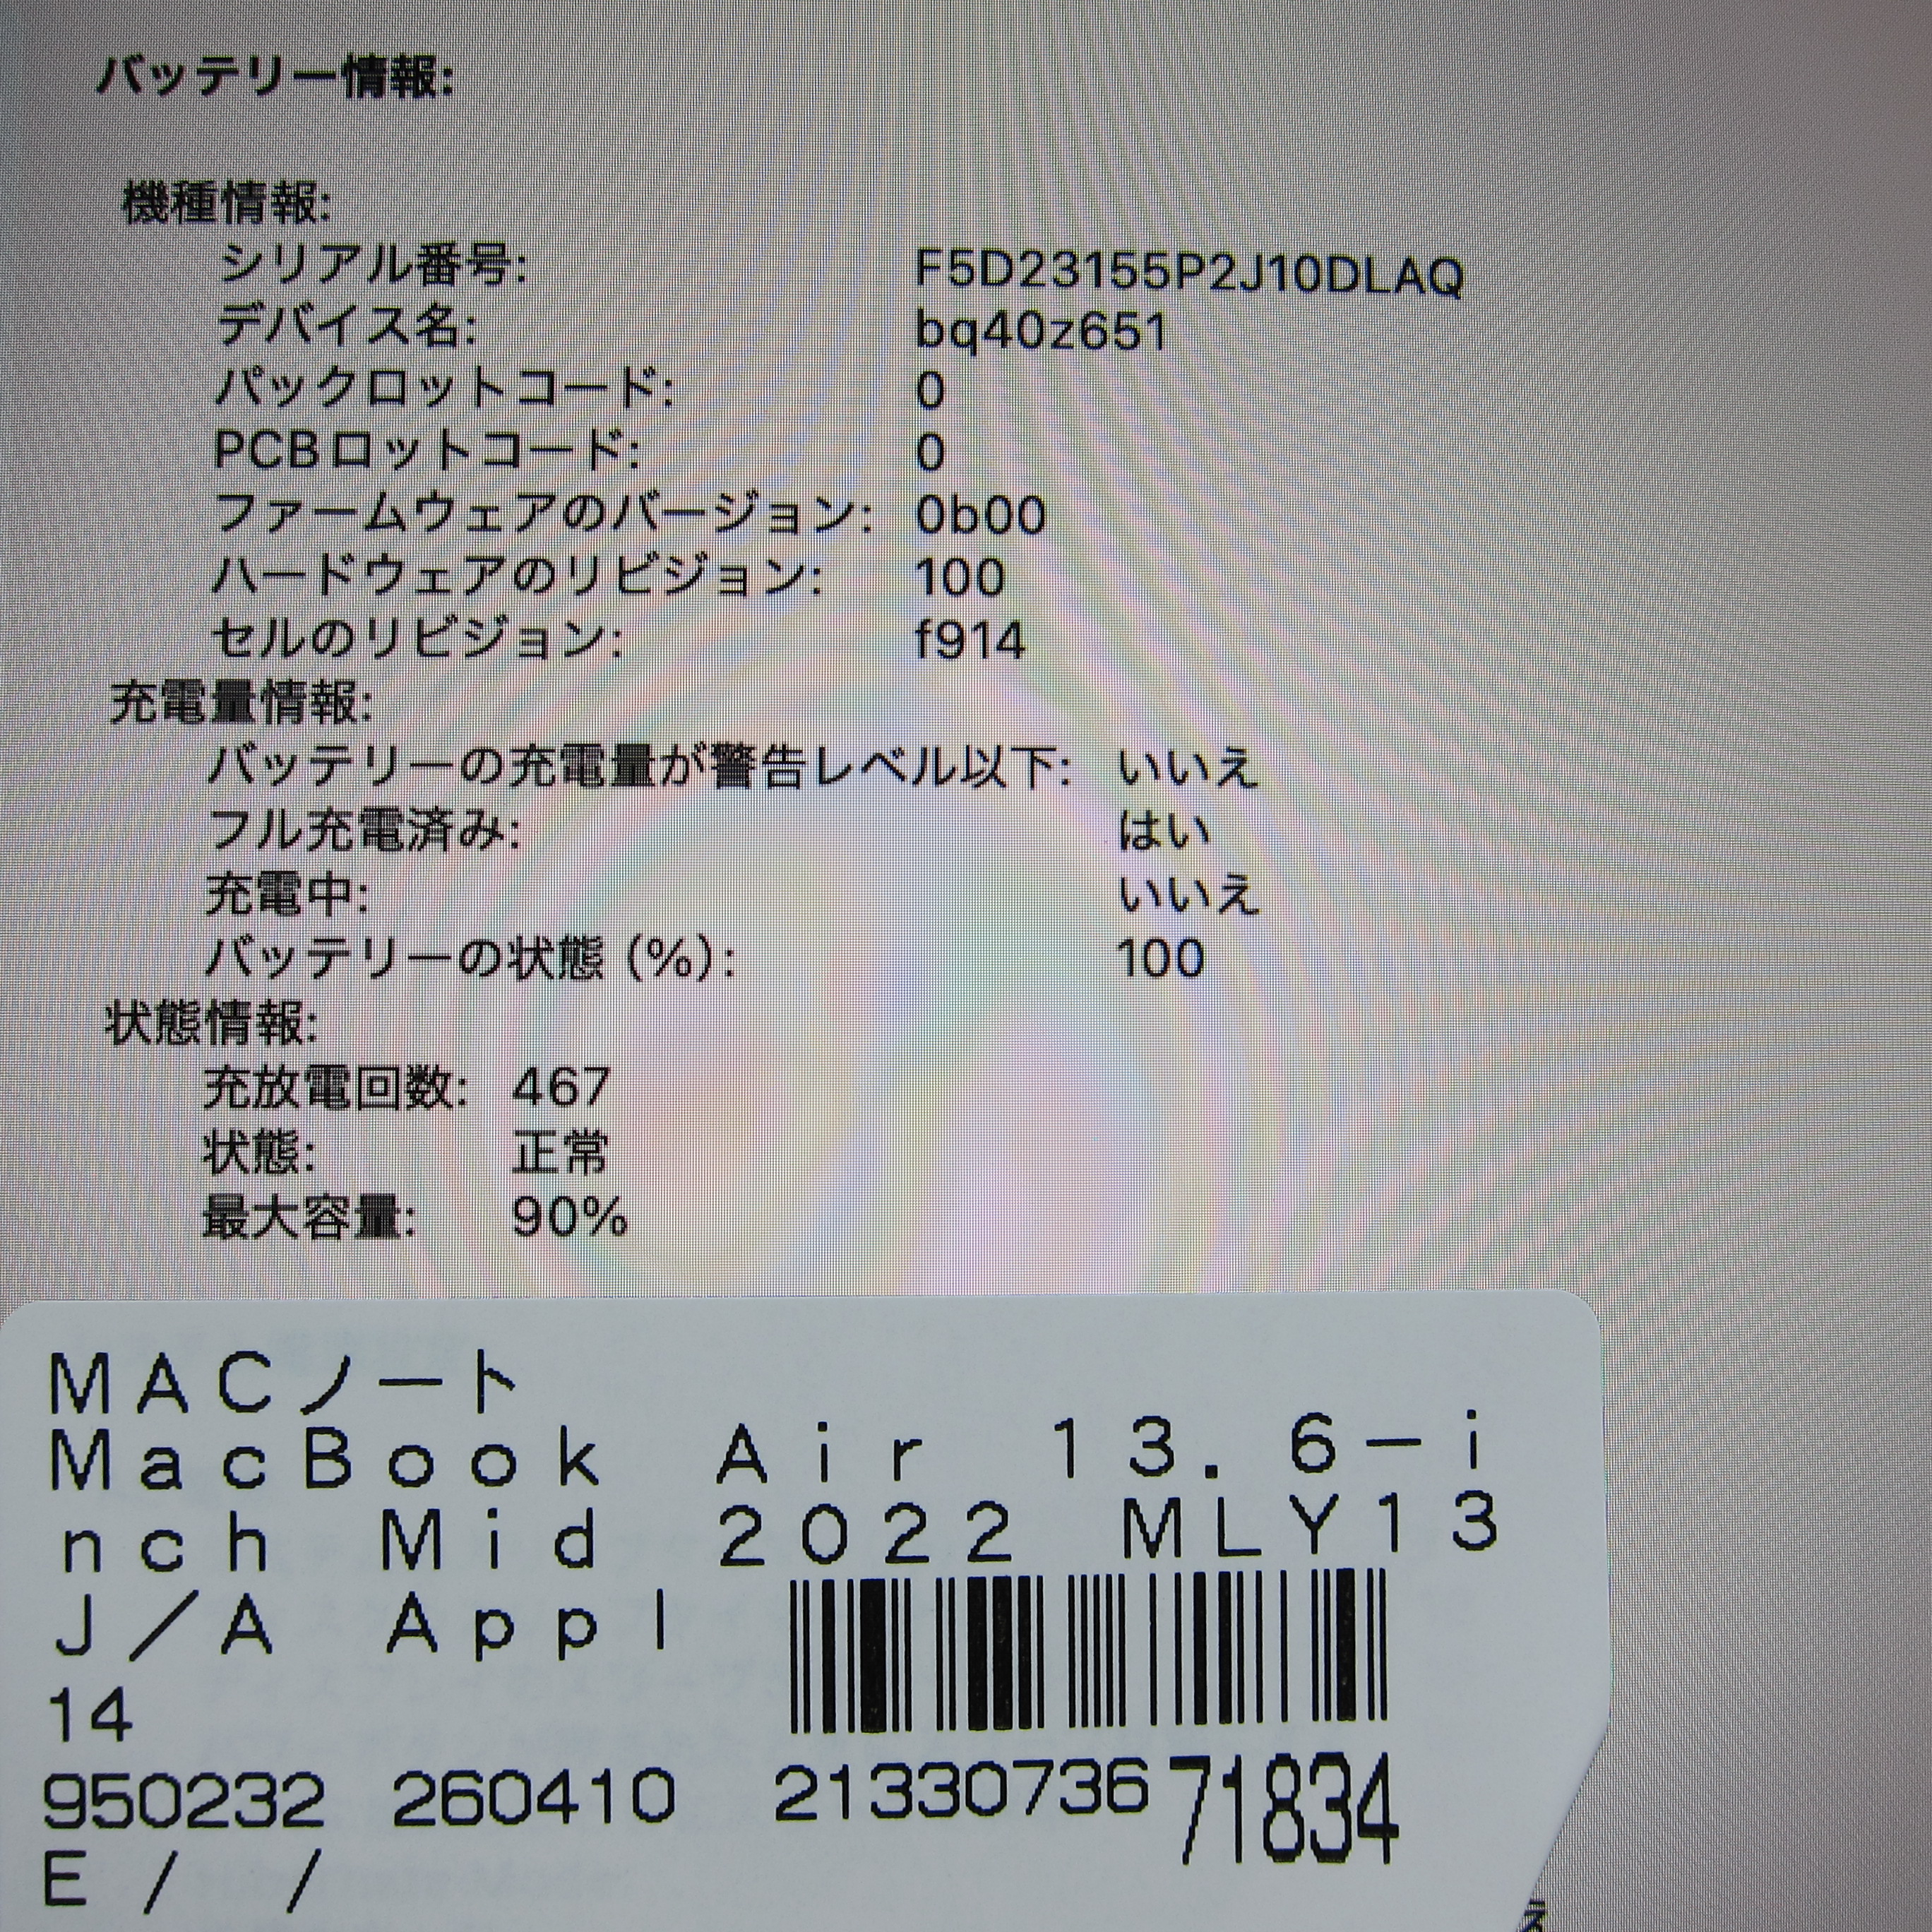 バッテリー情報:
機種情報:
シリアル番号: F5D23155P2J10DLAQ
デバイス名: bq40z651
パックロットコード: 0
PCBロットコード: 0
ファームウェアのバージョン: 0b00
ハードウェアのリビジョン: 100
セルのリビジョン: f914
充電量情報:
バッテリーの充電量が警告レベル以下: いいえ
フル充電済み: はい
充電中: いいえ
バッテリーの状態 (%): 100
状態情報:
充放電回数: 467
状態: 正常
最大容量: 90%
MACノート
MacBook Air 13.6-i
nch Mid 2022 MLY13
J/A Appl
14
950232 260410 2133073671834
E / /